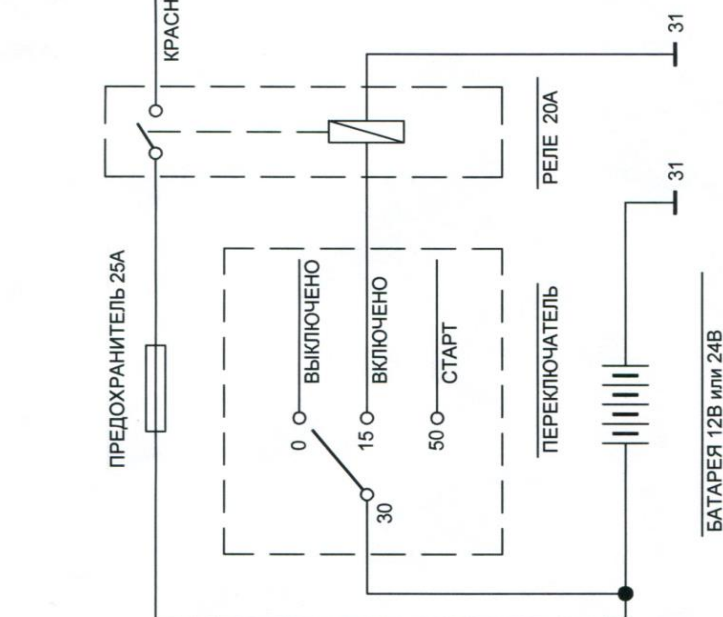 КРАСН
ПРЕДОХРАНИТЕЛЬ 25А
0
ВЫКЛЮЧЕНО
15
ВКЛЮЧЕНО
50
СТАРТ
30
ПЕРЕКЛЮЧАТЕЛЬ
РЕЛЕ 20А
31
31
БАТАРЕЯ 12В или 24В